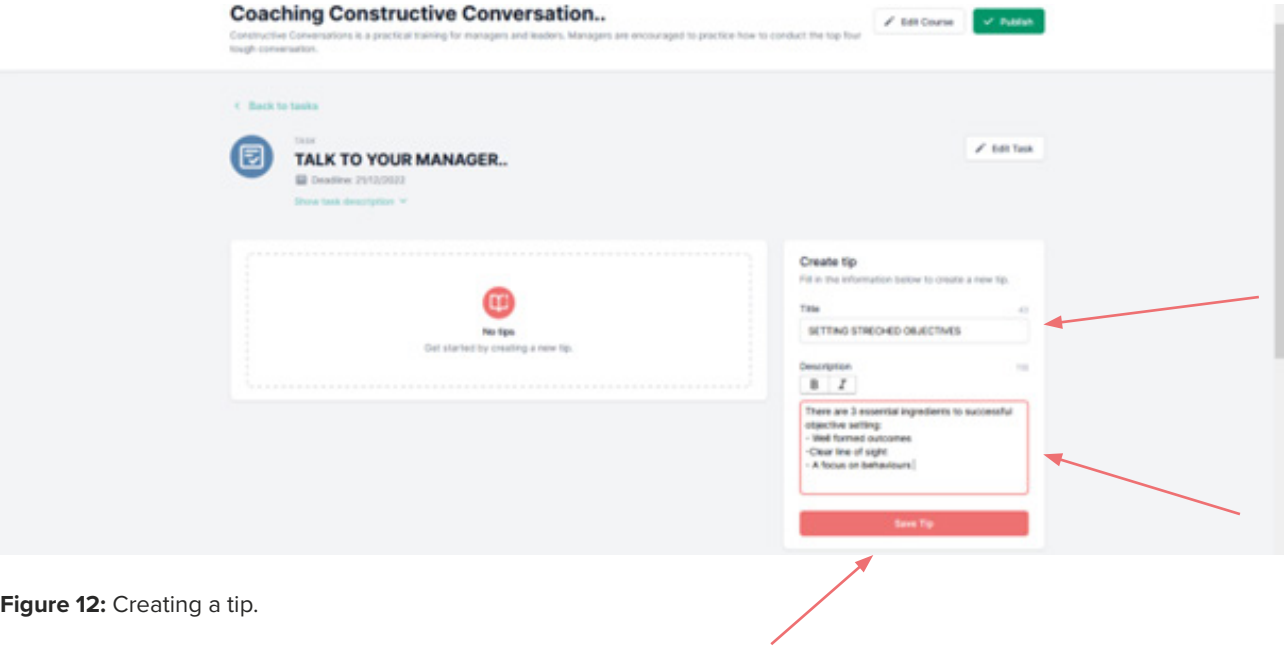 Coaching Constructive Conversation..
Edit Course
Publish
Constructive Conversations is a practical training for managers and leaders. Managers are encouraged to practice how to conduct the top four
tough conversation.
Back to tasks
TASK
TALK TO YOUR MANAGER..
Edit Task
Deadline: 21/12/2022
Show task description
No tips
Get started by creating a new tip.
Create tip
Fill in the information below to create a new tip.
Title
SETTING STRECHED OBJECTIVES
Description
B I
There are 3 essential ingredients to successful
objective setting:
- Well formed outcomes
-Clear line of sight
- A focus on behaviours
Save Tip
Figure 12: Creating a tip.